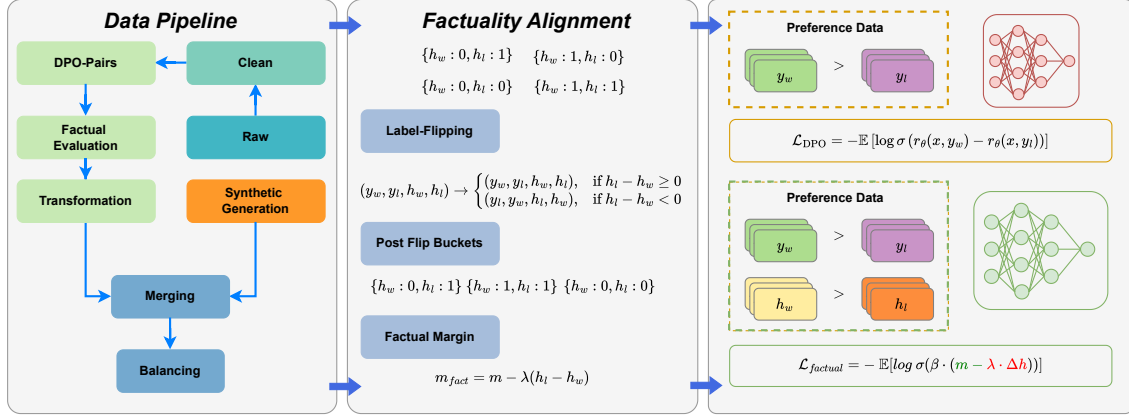 Data Pipeline
DPO-Pairs
Clean
Factual
Evaluation
Raw
Transformation
Synthetic
Generation
Merging
Balancing
Factuality Alignment
{h_w : 0, h_l : 1} {h_w : 1, h_l : 0}
{h_w : 0, h_l : 0} {h_w : 1, h_l : 1}
Label-Flipping
(y_w, y_l, h_w, h_l) → { (y_w, y_l, h_w, h_l), if h_l − h_w ≥ 0
(y_l, y_w, h_l, h_w), if h_l − h_w < 0
Post Flip Buckets
{h_w : 0, h_l : 1} {h_w : 1, h_l : 1} {h_w : 0, h_l : 0}
Factual Margin
m_fact = m − λ(h_l − h_w)
Preference Data
y_w > y_l
L_DPO = −𝔼 [log σ (r_θ(x, y_w) − r_θ(x, y_l))]
Preference Data
y_w > y_l
h_w > h_l
L_factual = − 𝔼[log σ(β · (m − λ · Δh))]